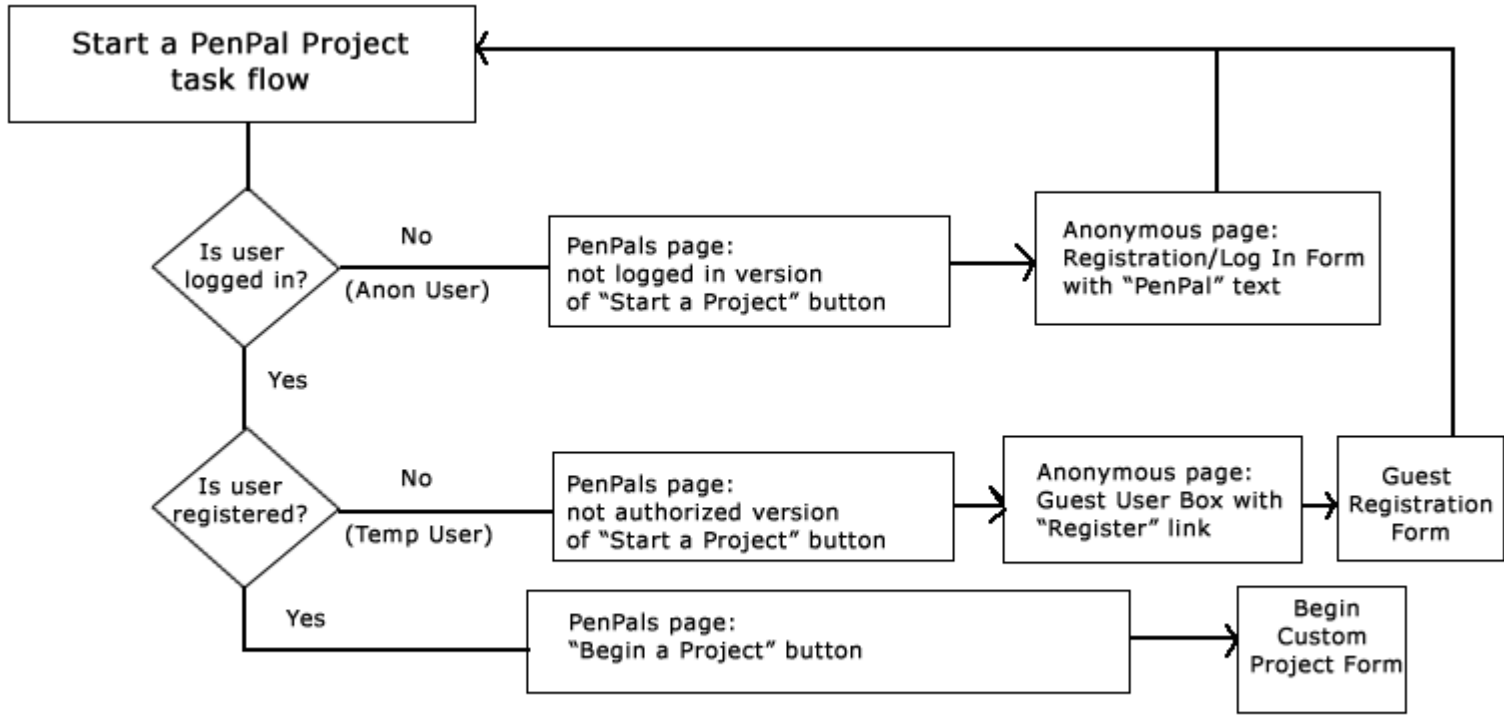 Start a PenPal Project
task flow
Is user
logged in?
No
(Anon User)
PenPals page:
not logged in version
of “Start a Project” button
Anonymous page:
Registration/Log In Form
with “PenPal” text
Yes
Is user
registered?
No
(Temp User)
PenPals page:
not authorized version
of “Start a Project” button
Anonymous page:
Guest User Box with
“Register” link
Guest
Registration
Form
Yes
PenPals page:
“Begin a Project” button
Begin
Custom
Project Form